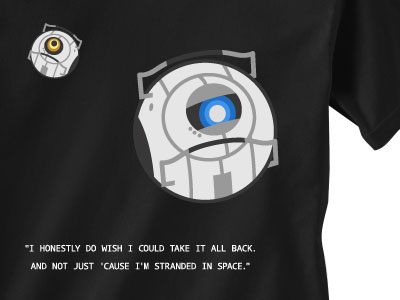 "I HONESTLY DO WISH I COULD TAKE IT ALL BACK.
AND NOT JUST 'CAUSE I'M STRANDED IN SPACE."